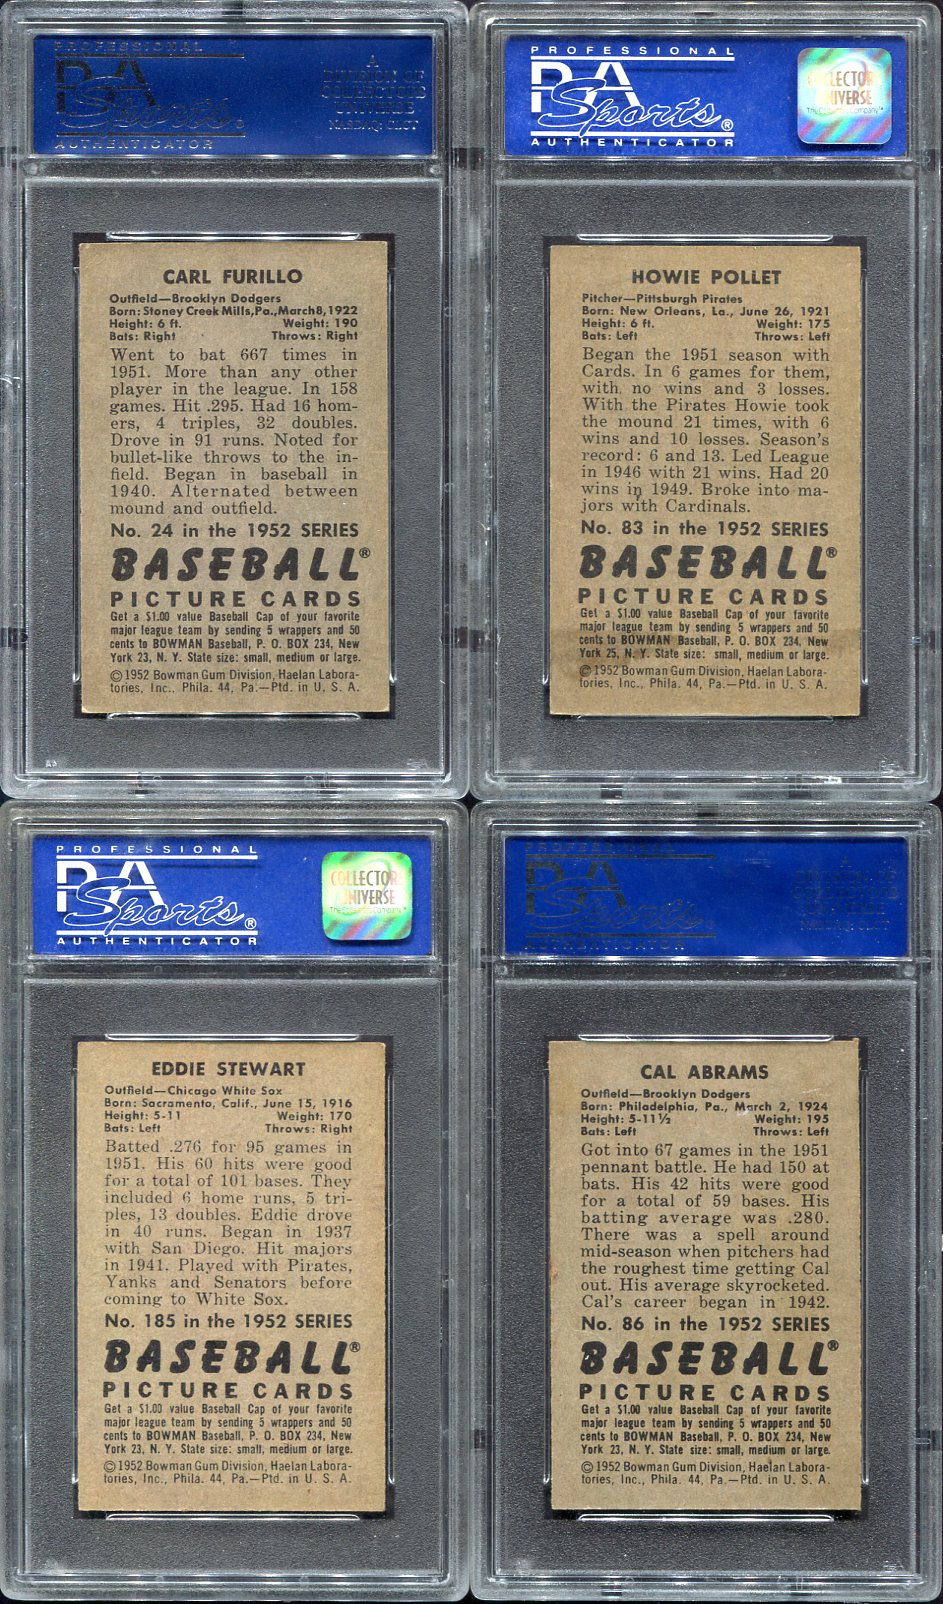 PROFESSIONAL
PSA
Sports®
AUTHENTICATOR
A
DIVISION OF
COLLECTORS
UNIVERSE
NASDAQ: CLCT
CARL FURILLO
Outfield—Brooklyn Dodgers
Born: Stoney Creek Mills, Pa., March 8, 1922
Height: 6 ft. Weight: 190
Bats: Right Throws: Right
Went to bat 667 times in
1951. More than any other
player in the league. In 158
games. Hit .295. Had 16 hom-
ers, 4 triples, 32 doubles.
Drove in 91 runs. Noted for
bullet-like throws to the in-
field. Began in baseball in
1940. Alternated between
mound and outfield.
No. 24 in the 1952 SERIES
BASEBALL®
PICTURE CARDS
Get a $1.00 value Baseball Cap of your favorite
major league team by sending 5 wrappers and 50
cents to BOWMAN Baseball, P. O. BOX 234, New
York 23, N. Y. State size: small, medium or large.
©1952 Bowman Gum Division, Haelan Labora-
tories, Inc., Phila. 44, Pa.—Ptd. in U. S. A.
PROFESSIONAL
PSA
Sports®
AUTHENTICATOR
COLLECTORS
UNIVERSE
The Collectors Company™
HOWIE POLLET
Pitcher—Pittsburgh Pirates
Born: New Orleans, La., June 26, 1921
Height: 6 ft. Weight: 175
Bats: Left Throws: Left
Began the 1951 season with
Cards. In 6 games for them,
with no wins and 3 losses.
With the Pirates Howie took
the mound 21 times, with 6
wins and 10 losses. Season's
record: 6 and 13. Led League
in 1946 with 21 wins. Had 20
wins in 1949. Broke into ma-
jors with Cardinals.
No. 83 in the 1952 SERIES
BASEBALL®
PICTURE CARDS
Get a $1.00 value Baseball Cap of your favorite
major league team by sending 5 wrappers and 50
cents to BOWMAN Baseball, P. O. BOX 234, New
York 25, N. Y. State size: small, medium or large.
©1952 Bowman Gum Division, Haelan Labora-
tories, Inc., Phila. 44, Pa.—Ptd. in U. S. A.
PROFESSIONAL
PSA
Sports®
AUTHENTICATOR
COLLECTORS
UNIVERSE
The Collectors Company™
EDDIE STEWART
Outfield—Chicago White Sox
Born: Sacramento, Calif., June 15, 1916
Height: 5-11 Weight: 170
Bats: Left Throws: Right
Batted .276 for 95 games in
1951. His 60 hits were good
for a total of 101 bases. They
included 6 home runs, 5 tri-
ples, 13 doubles. Eddie drove
in 40 runs. Began in 1937
with San Diego. Hit majors
in 1941. Played with Pirates,
Yanks and Senators before
coming to White Sox.
No. 185 in the 1952 SERIES
BASEBALL®
PICTURE CARDS
Get a $1.00 value Baseball Cap of your favorite
major league team by sending 5 wrappers and 50
cents to BOWMAN Baseball, P. O. BOX 234, New
York 23, N. Y. State size: small, medium or large.
©1952 Bowman Gum Division, Haelan Labora-
tories, Inc., Phila. 44, Pa.—Ptd. in U. S. A.
PROFESSIONAL
PSA
Sports
AUTHENTICATOR
A
DIVISION OF
COLLECTORS
UNIVERSE
NASDAQ: CLCT
CAL ABRAMS
Outfield—Brooklyn Dodgers
Born: Philadelphia, Pa., March 2, 1924
Height: 5-11½ Weight: 195
Bats: Left Throws: Left
Got into 67 games in the 1951
pennant battle. He had 150 at
bats. His 42 hits were good
for a total of 59 bases. His
batting average was .280.
There was a spell around
mid-season when pitchers had
the roughest time getting Cal
out. His average skyrocketed.
Cal's career began in 1942.
No. 86 in the 1952 SERIES
BASEBALL®
PICTURE CARDS
Get a $1.00 value Baseball Cap of your favorite
major league team by sending 5 wrappers and 50
cents to BOWMAN Baseball, P. O. BOX 234, New
York 23, N. Y. State size: small, medium or large.
©1952 Bowman Gum Division, Haelan Labora-
tories, Inc., Phila. 44, Pa.—Ptd. in U. S. A.